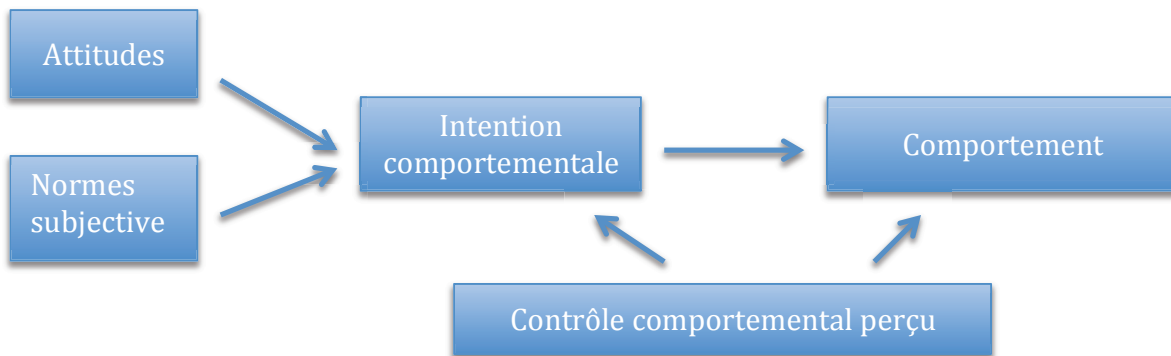 Attitudes
Normes
subjective
Intention
comportementale
Comportement
Contrôle comportemental perçu